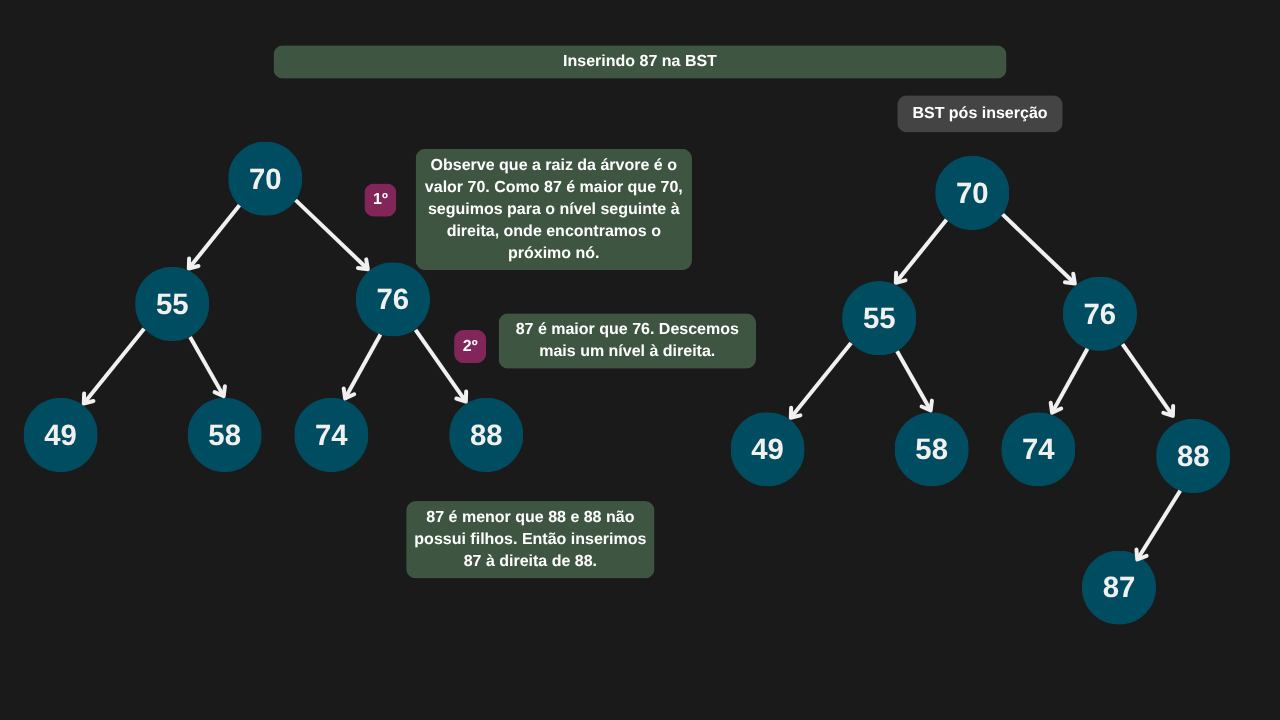 Inserindo 87 na BST
BST pós inserção
70
1º
Observe que a raiz da árvore é o
valor 70. Como 87 é maior que 70,
seguimos para o nível seguinte à
direita, onde encontramos o
próximo nó.
55
76
2º
87 é maior que 76. Descemos
mais um nível à direita.
49
58
74
88
87 é menor que 88 e 88 não
possui filhos. Então inserimos
87 à direita de 88.
70
55
76
49
58
74
88
87